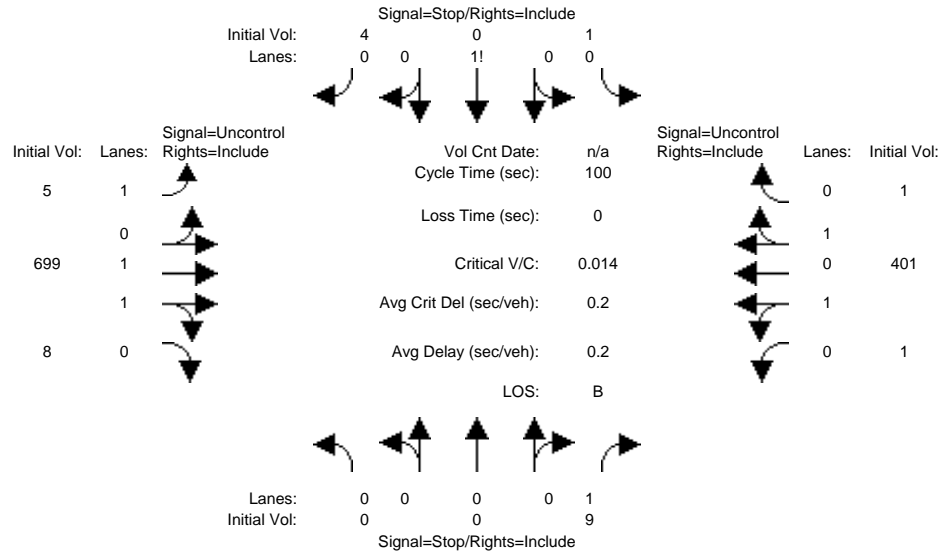 Signal=Stop/Rights=Include
Initial Vol: 4 0 1
Lanes: 0 0 1! 0 0
Signal=Uncontrol
Rights=Include
Initial Vol: Lanes:
Vol Cnt Date: n/a
Signal=Uncontrol
Rights=Include
Lanes: Initial Vol:
Cycle Time (sec): 100
5 1
0 1
Loss Time (sec): 0
0
1
699 1
Critical V/C: 0.014
0 401
1
Avg Crit Del (sec/veh): 0.2
1
8 0
Avg Delay (sec/veh): 0.2
0 1
LOS: B
Lanes: 0 0 0 0 1
Initial Vol: 0 0 9
Signal=Stop/Rights=Include